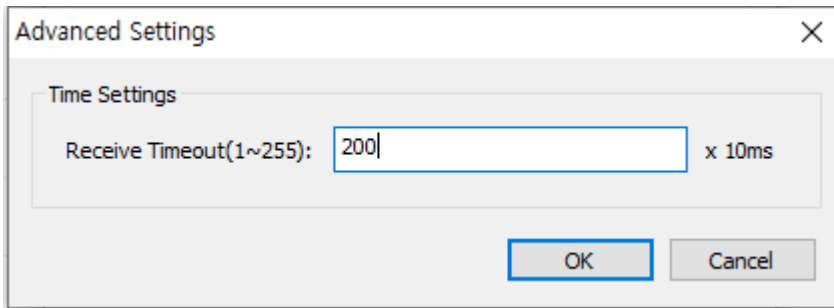 Advanced Settings
Time Settings
Receive Timeout(1~255): 200 x 10ms
OK Cancel